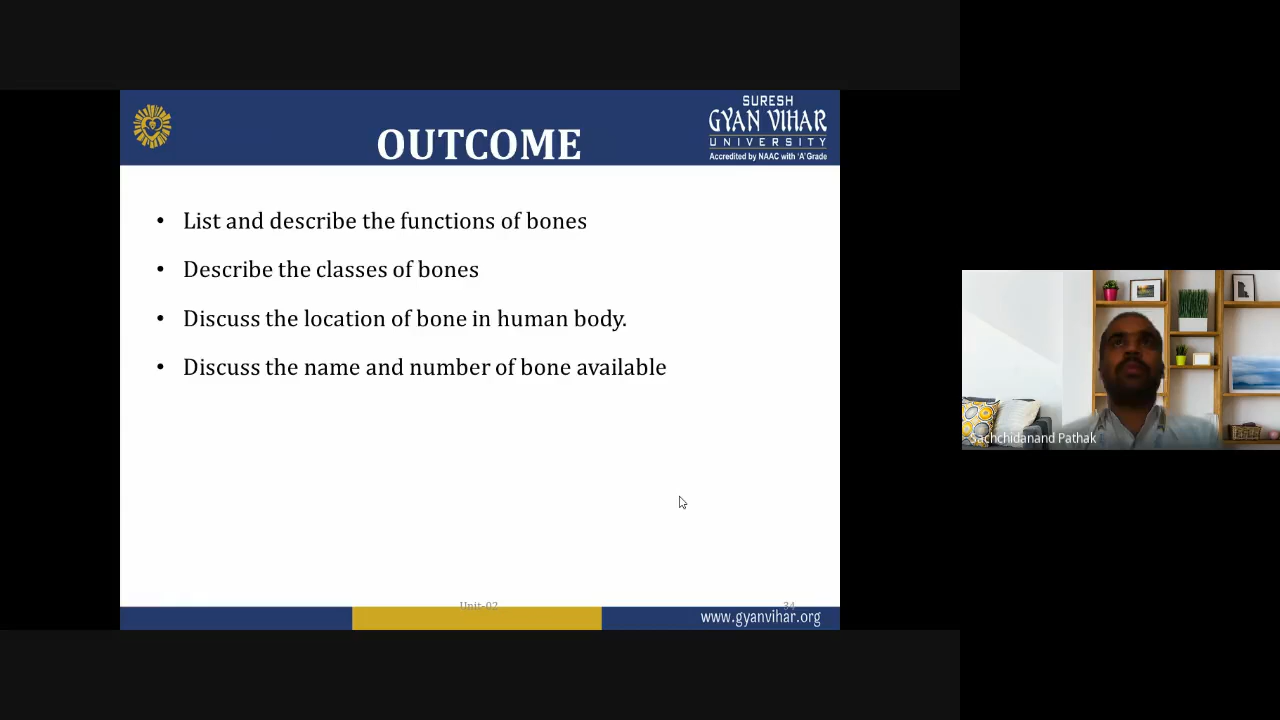 SURESH
GYAN VIHAR
UNIVERSITY
Accredited by NAAC with 'A' Grade
OUTCOME
• List and describe the functions of bones
• Describe the classes of bones
• Discuss the location of bone in human body.
• Discuss the name and number of bone available
Sachchidanand Pathak
Unit-02
34
www.gyanvihar.org